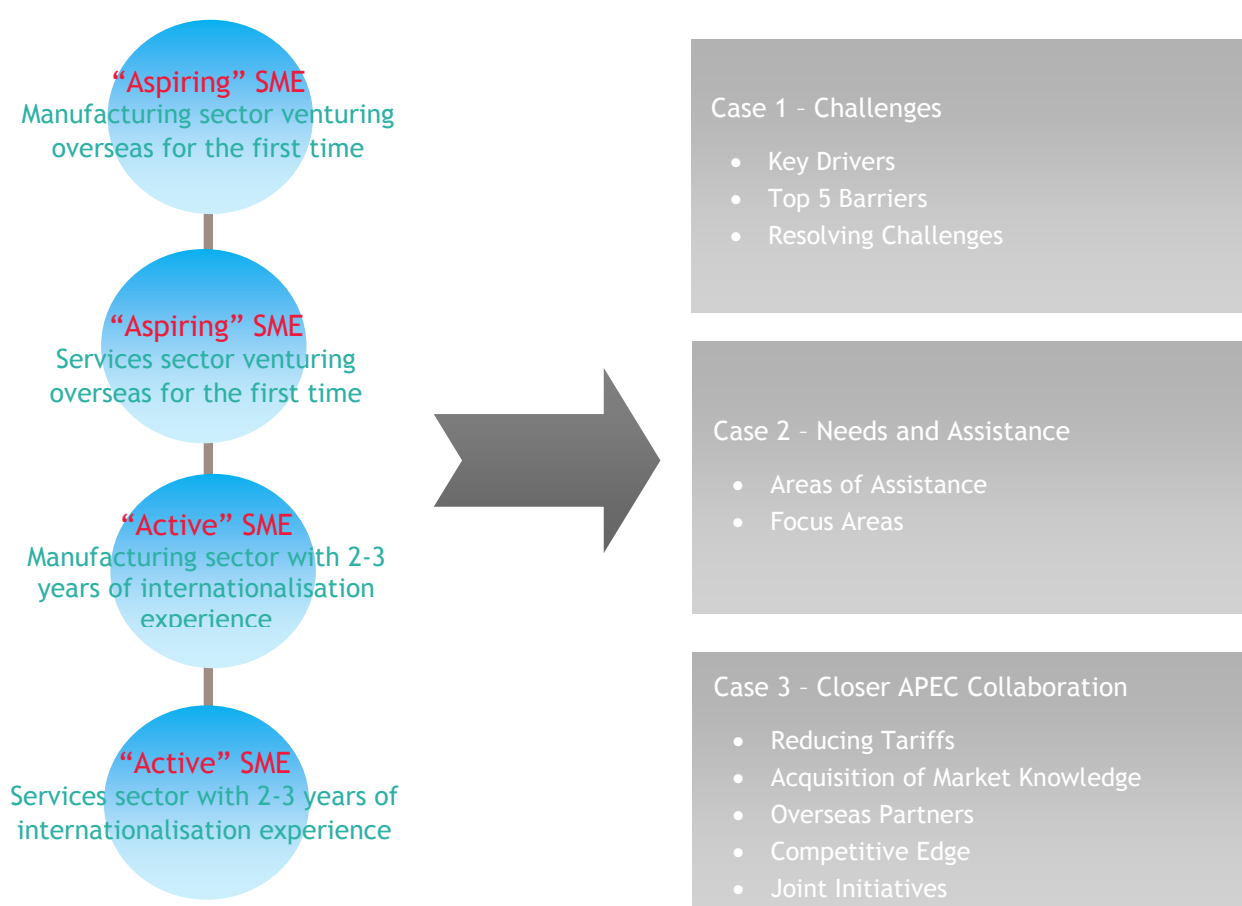 “Aspiring” SME
Manufacturing sector venturing
overseas for the first time
“Aspiring” SME
Services sector venturing
overseas for the first time
“Active” SME
Manufacturing sector with 2-3
years of internationalisation
experience
“Active” SME
Services sector with 2-3 years of
internationalisation experience
Case 1 – Challenges
• Key Drivers
• Top 5 Barriers
• Resolving Challenges
Case 2 – Needs and Assistance
• Areas of Assistance
• Focus Areas
Case 3 – Closer APEC Collaboration
• Reducing Tariffs
• Acquisition of Market Knowledge
• Overseas Partners
• Competitive Edge
• Joint Initiatives